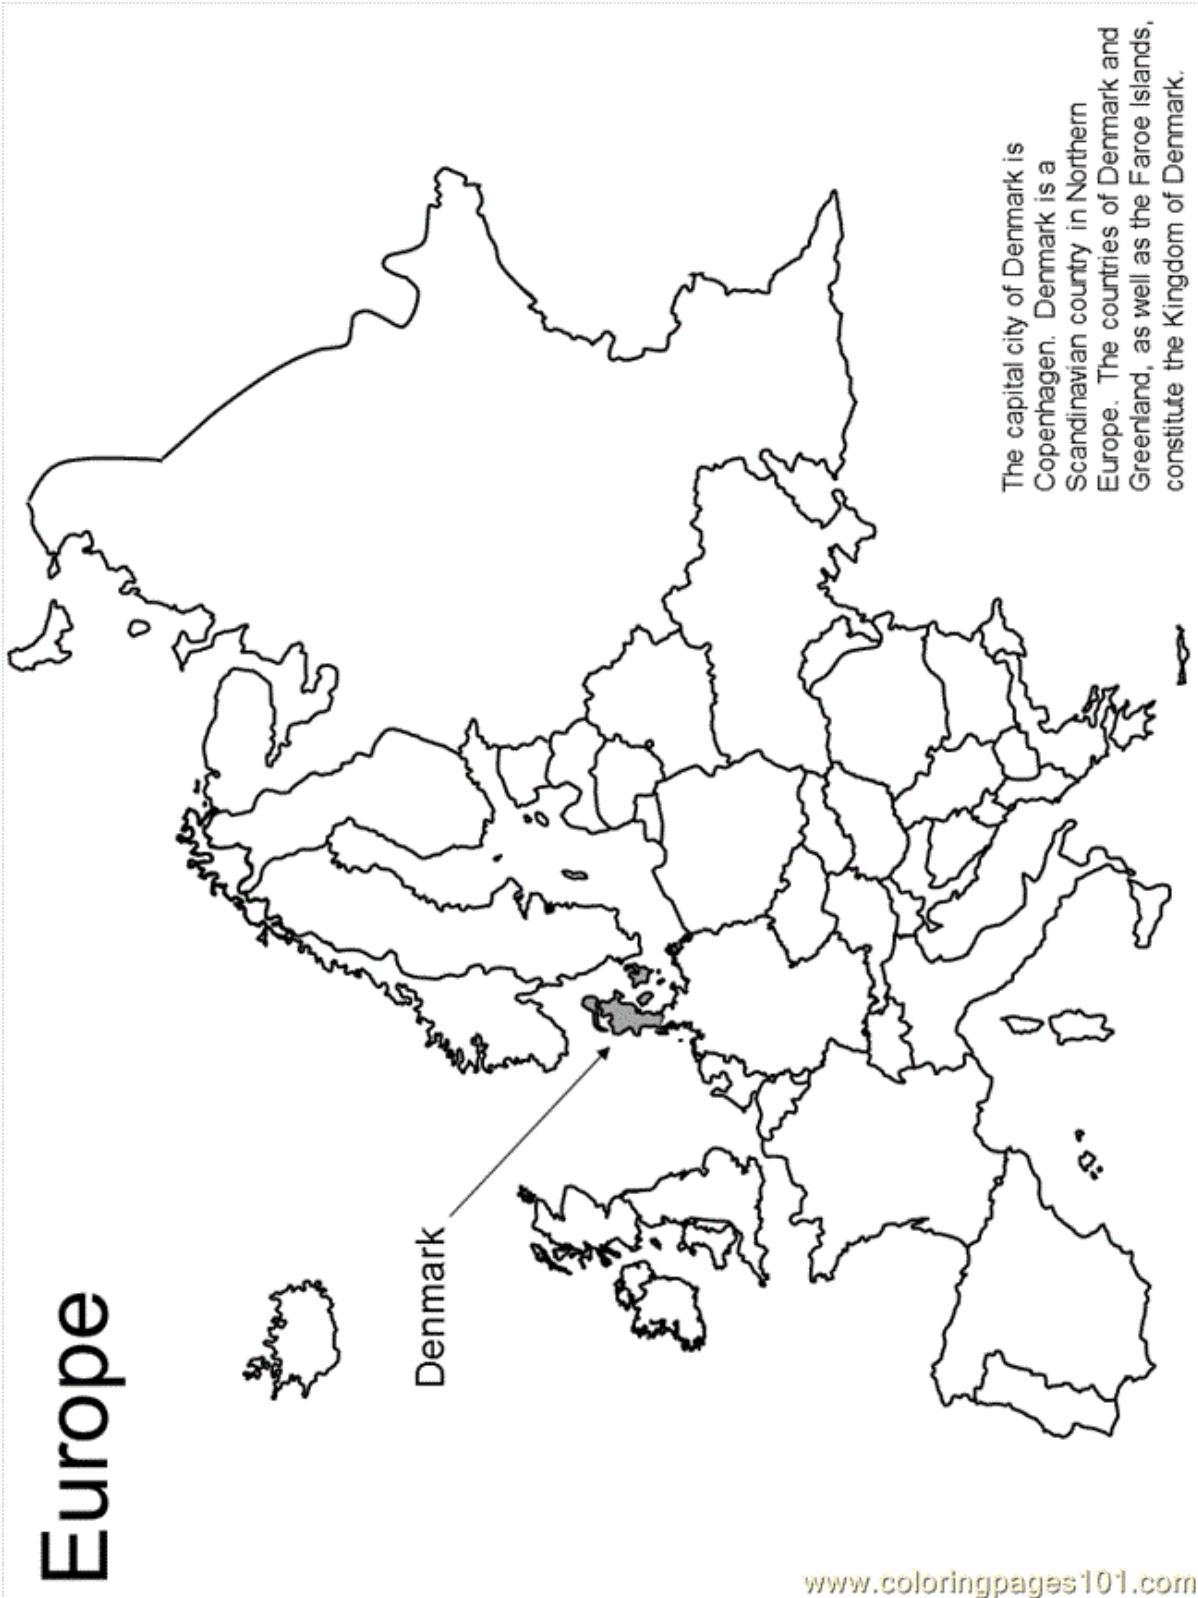 Europe
Denmark
The capital city of Denmark is
Copenhagen. Denmark is a
Scandinavian country in Northern
Europe. The countries of Denmark and
Greenland, as well as the Faroe Islands,
constitute the Kingdom of Denmark.
www.coloringpages101.com